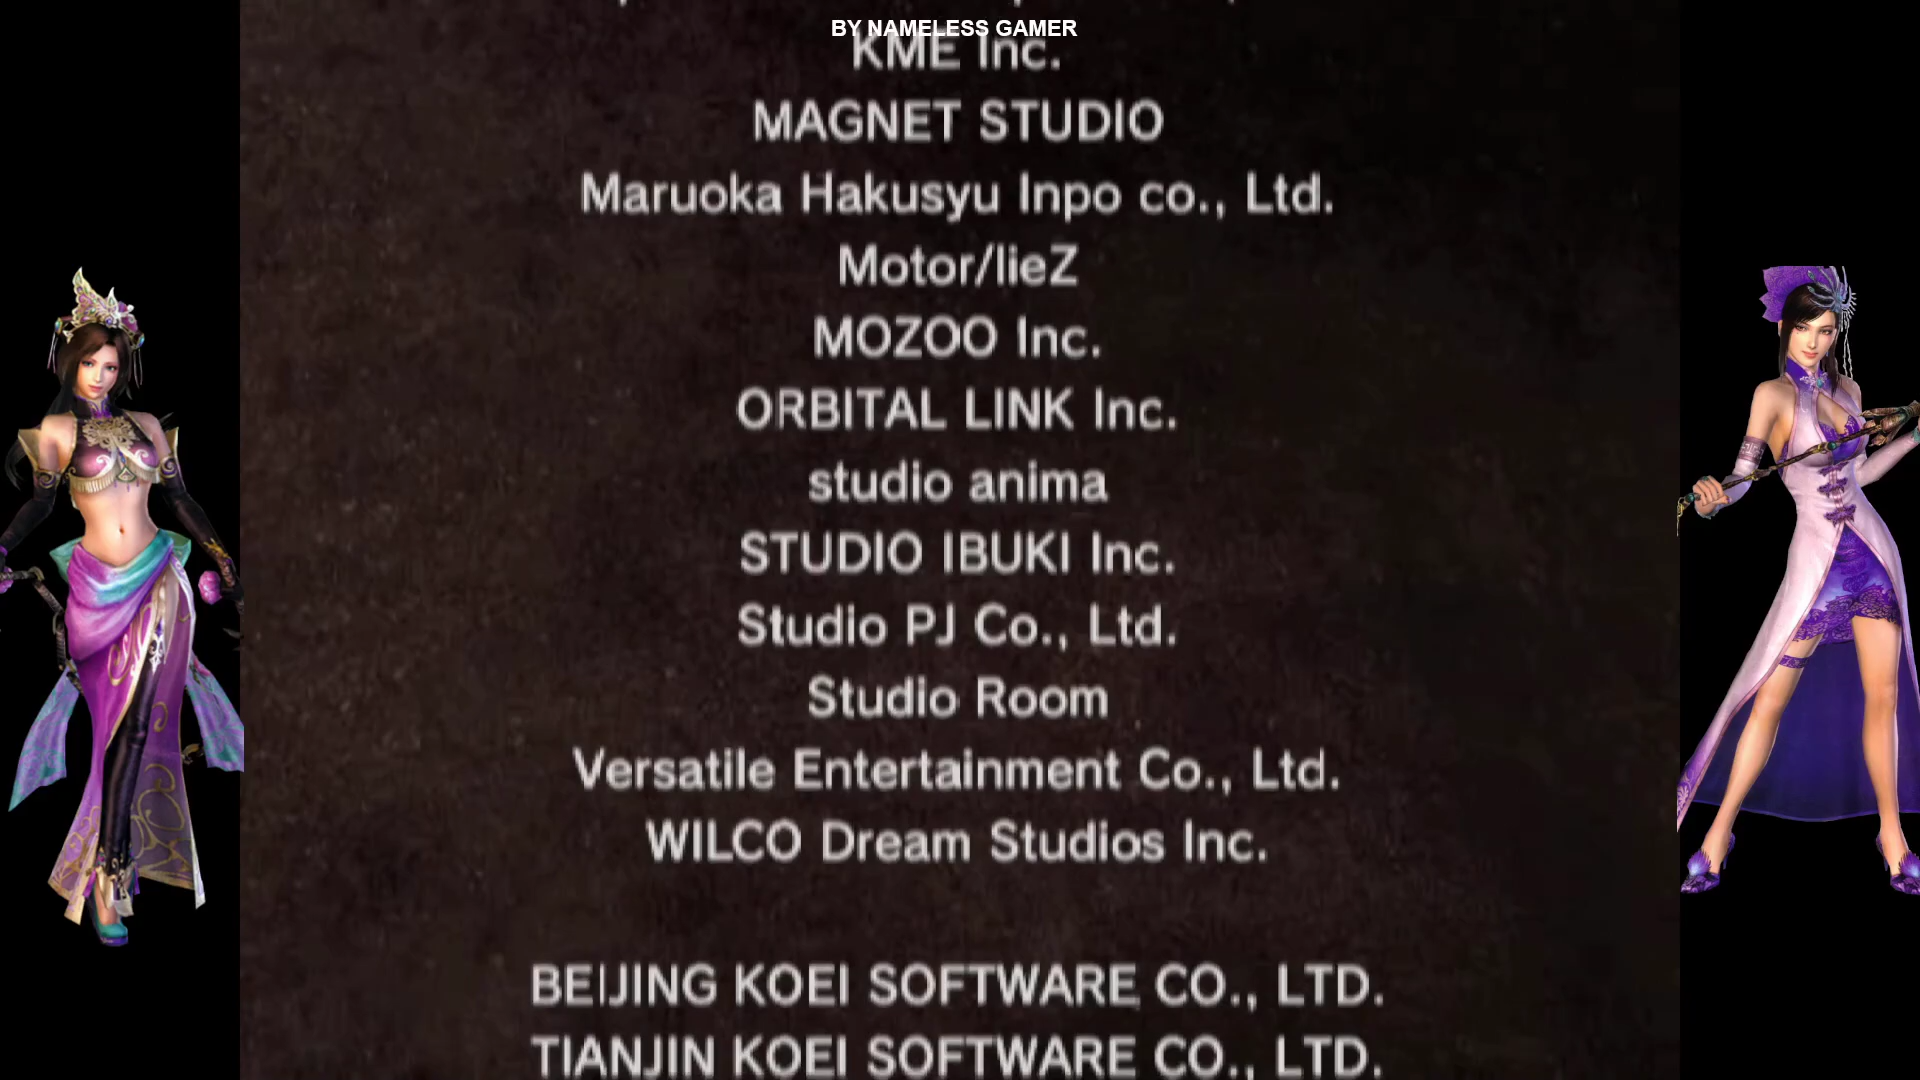 BY NAMELESS GAMER
KME Inc.
MAGNET STUDIO
Maruoka Hakusyu Inpo co., Ltd.
Motor/lieZ
MOZOO Inc.
ORBITAL LINK Inc.
studio anima
STUDIO IBUKI Inc.
Studio PJ Co., Ltd.
Studio Room
Versatile Entertainment Co., Ltd.
WILCO Dream Studios Inc.
BEIJING KOEI SOFTWARE CO., LTD.
TIANJIN KOEI SOFTWARE CO., LTD.